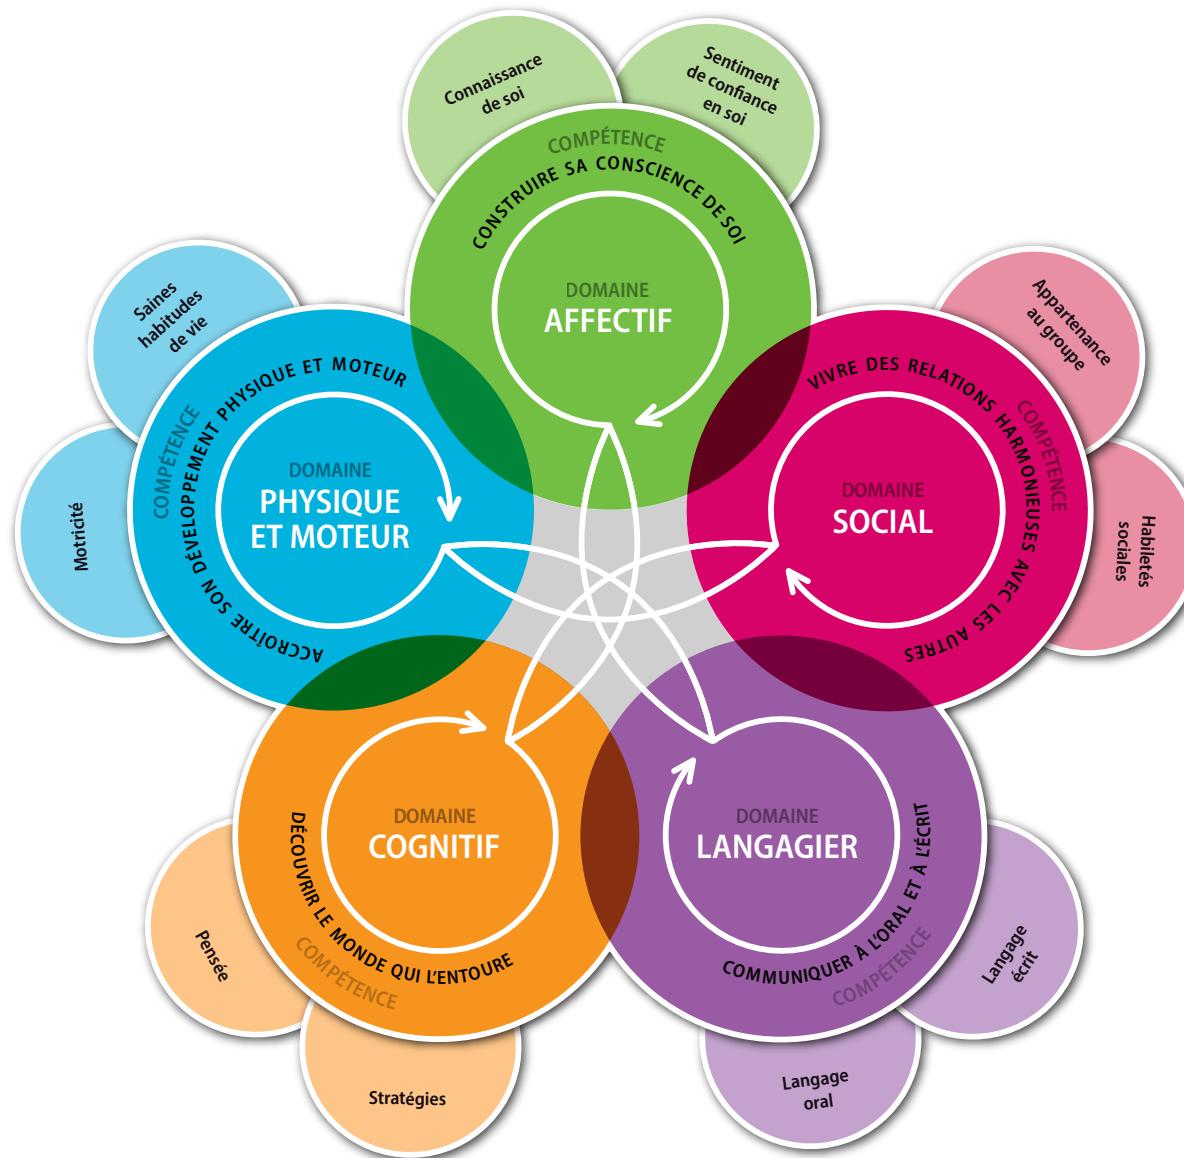 Connaissance
de soi
Sentiment
de confiance
en soi
COMPÉTENCE
CONSTRUIRE SA CONSCIENCE DE SOI
DOMAINE
AFFECTIF
Saines
habitudes
de vie
Motricité
COMPÉTENCE
ACCROÎTRE SON DÉVELOPPEMENT PHYSIQUE ET MOTEUR
DOMAINE
PHYSIQUE
ET MOTEUR
Appartenance
au groupe
Habiletés
sociales
COMPÉTENCE
VIVRE DES RELATIONS HARMONIEUSES AVEC LES AUTRES
DOMAINE
SOCIAL
DOMAINE
COGNITIF
DÉCOUVRIR LE MONDE QUI L'ENTOURE
COMPÉTENCE
Pensée
Stratégies
DOMAINE
LANGAGIER
COMMUNIQUER À L'ORAL ET À L'ÉCRIT
COMPÉTENCE
Langage
écrit
Langage
oral